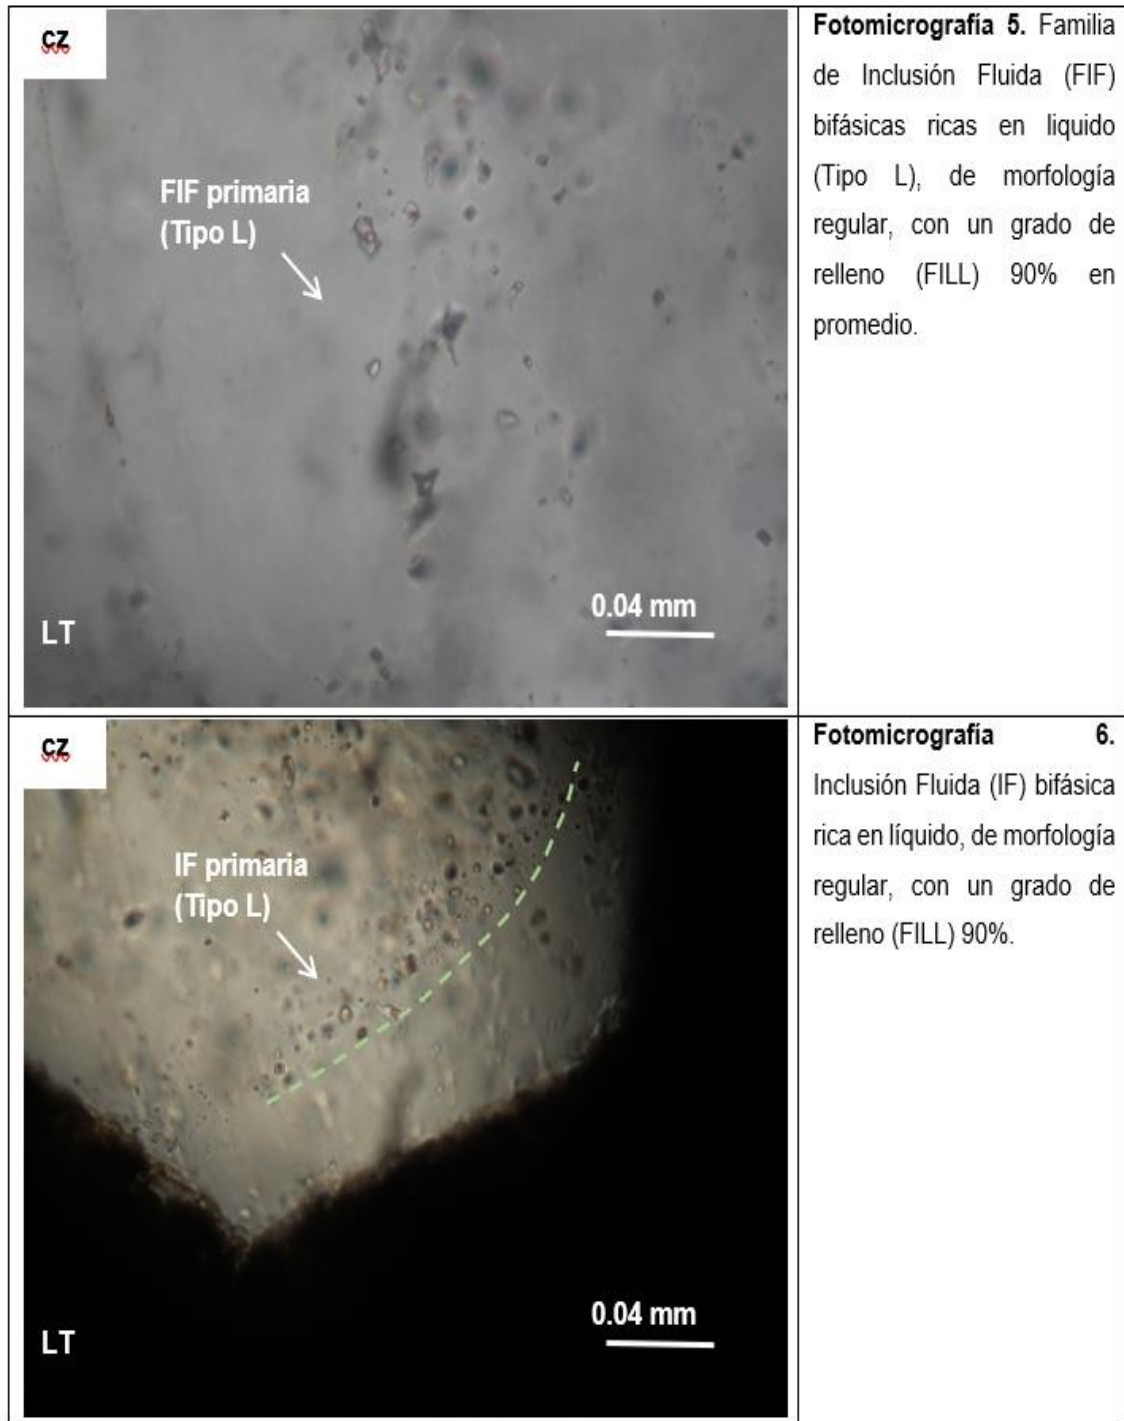 cz
FIF primaria
(Tipo L)
0.04 mm
LT
Fotomicrografía 5. Familia
de Inclusión Fluida (FIF)
bifásicas ricas en liquido
(Tipo L), de morfología
regular, con un grado de
relleno (FILL) 90% en
promedio.
cz
IF primaria
(Tipo L)
0.04 mm
LT
Fotomicrografía 6.
Inclusión Fluida (IF) bifásica
rica en líquido, de morfología
regular, con un grado de
relleno (FILL) 90%.